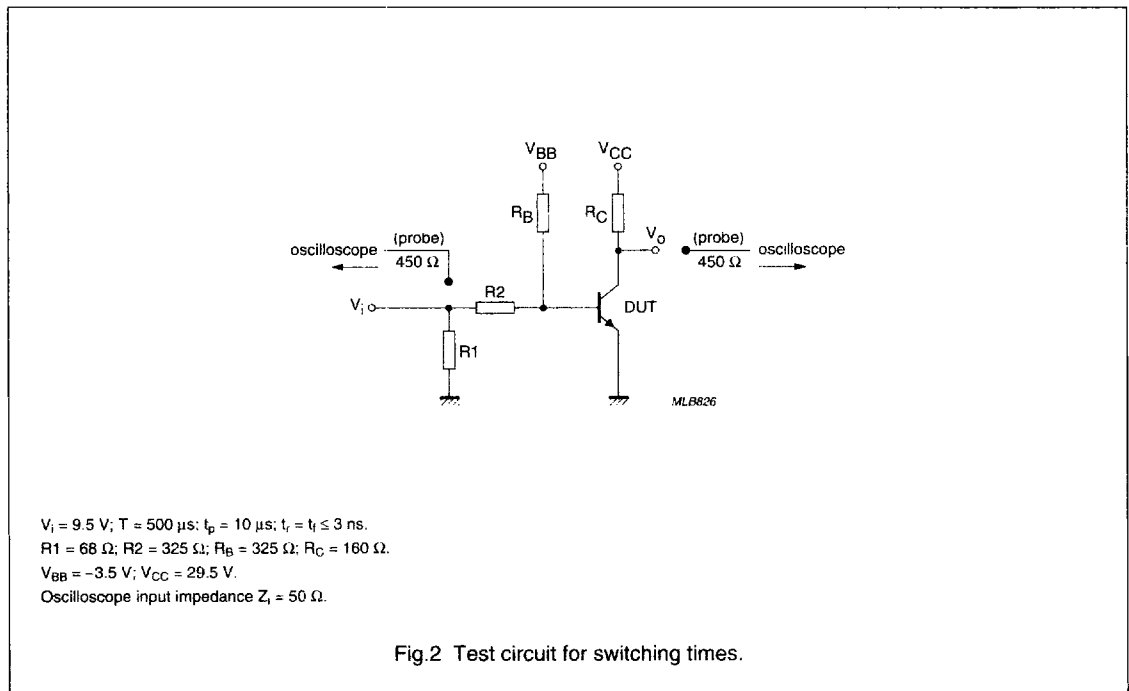 V_BB V_CC
R_B R_C
V_o
(probe) (probe)
oscilloscope oscilloscope
450 Ω 450 Ω
R2
V_i DUT
R1
MLB826
V_i = 9.5 V; T = 500 µs; t_p = 10 µs; t_r = t_f ≤ 3 ns.
R1 = 68 Ω; R2 = 325 Ω; R_B = 325 Ω; R_C = 160 Ω.
V_BB = −3.5 V; V_CC = 29.5 V.
Oscilloscope input impedance Z_i = 50 Ω.
Fig.2 Test circuit for switching times.